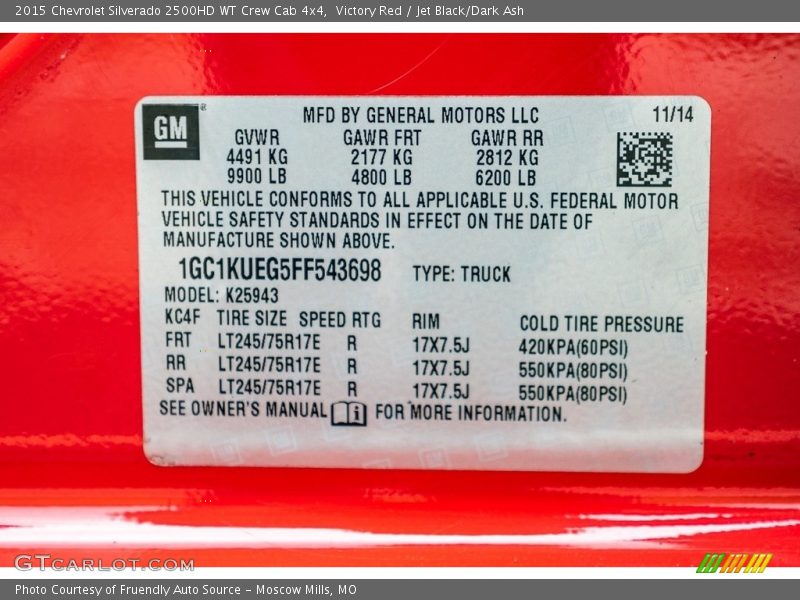 2015 Chevrolet Silverado 2500HD WT Crew Cab 4x4, Victory Red / Jet Black/Dark Ash
GM ®
MFD BY GENERAL MOTORS LLC 11/14
GVWR GAWR FRT GAWR RR
4491 KG 2177 KG 2812 KG
9900 LB 4800 LB 6200 LB
THIS VEHICLE CONFORMS TO ALL APPLICABLE U.S. FEDERAL MOTOR
VEHICLE SAFETY STANDARDS IN EFFECT ON THE DATE OF
MANUFACTURE SHOWN ABOVE.
1GC1KUEG5FF543698 TYPE: TRUCK
MODEL: K25943
KC4F TIRE SIZE SPEED RTG RIM COLD TIRE PRESSURE
FRT LT245/75R17E R 17X7.5J 420KPA(60PSI)
RR LT245/75R17E R 17X7.5J 550KPA(80PSI)
SPA LT245/75R17E R 17X7.5J 550KPA(80PSI)
SEE OWNER'S MANUAL i FOR MORE INFORMATION.
GTCARLOT.COM
Photo Courtesy of Fruendly Auto Source - Moscow Mills, MO